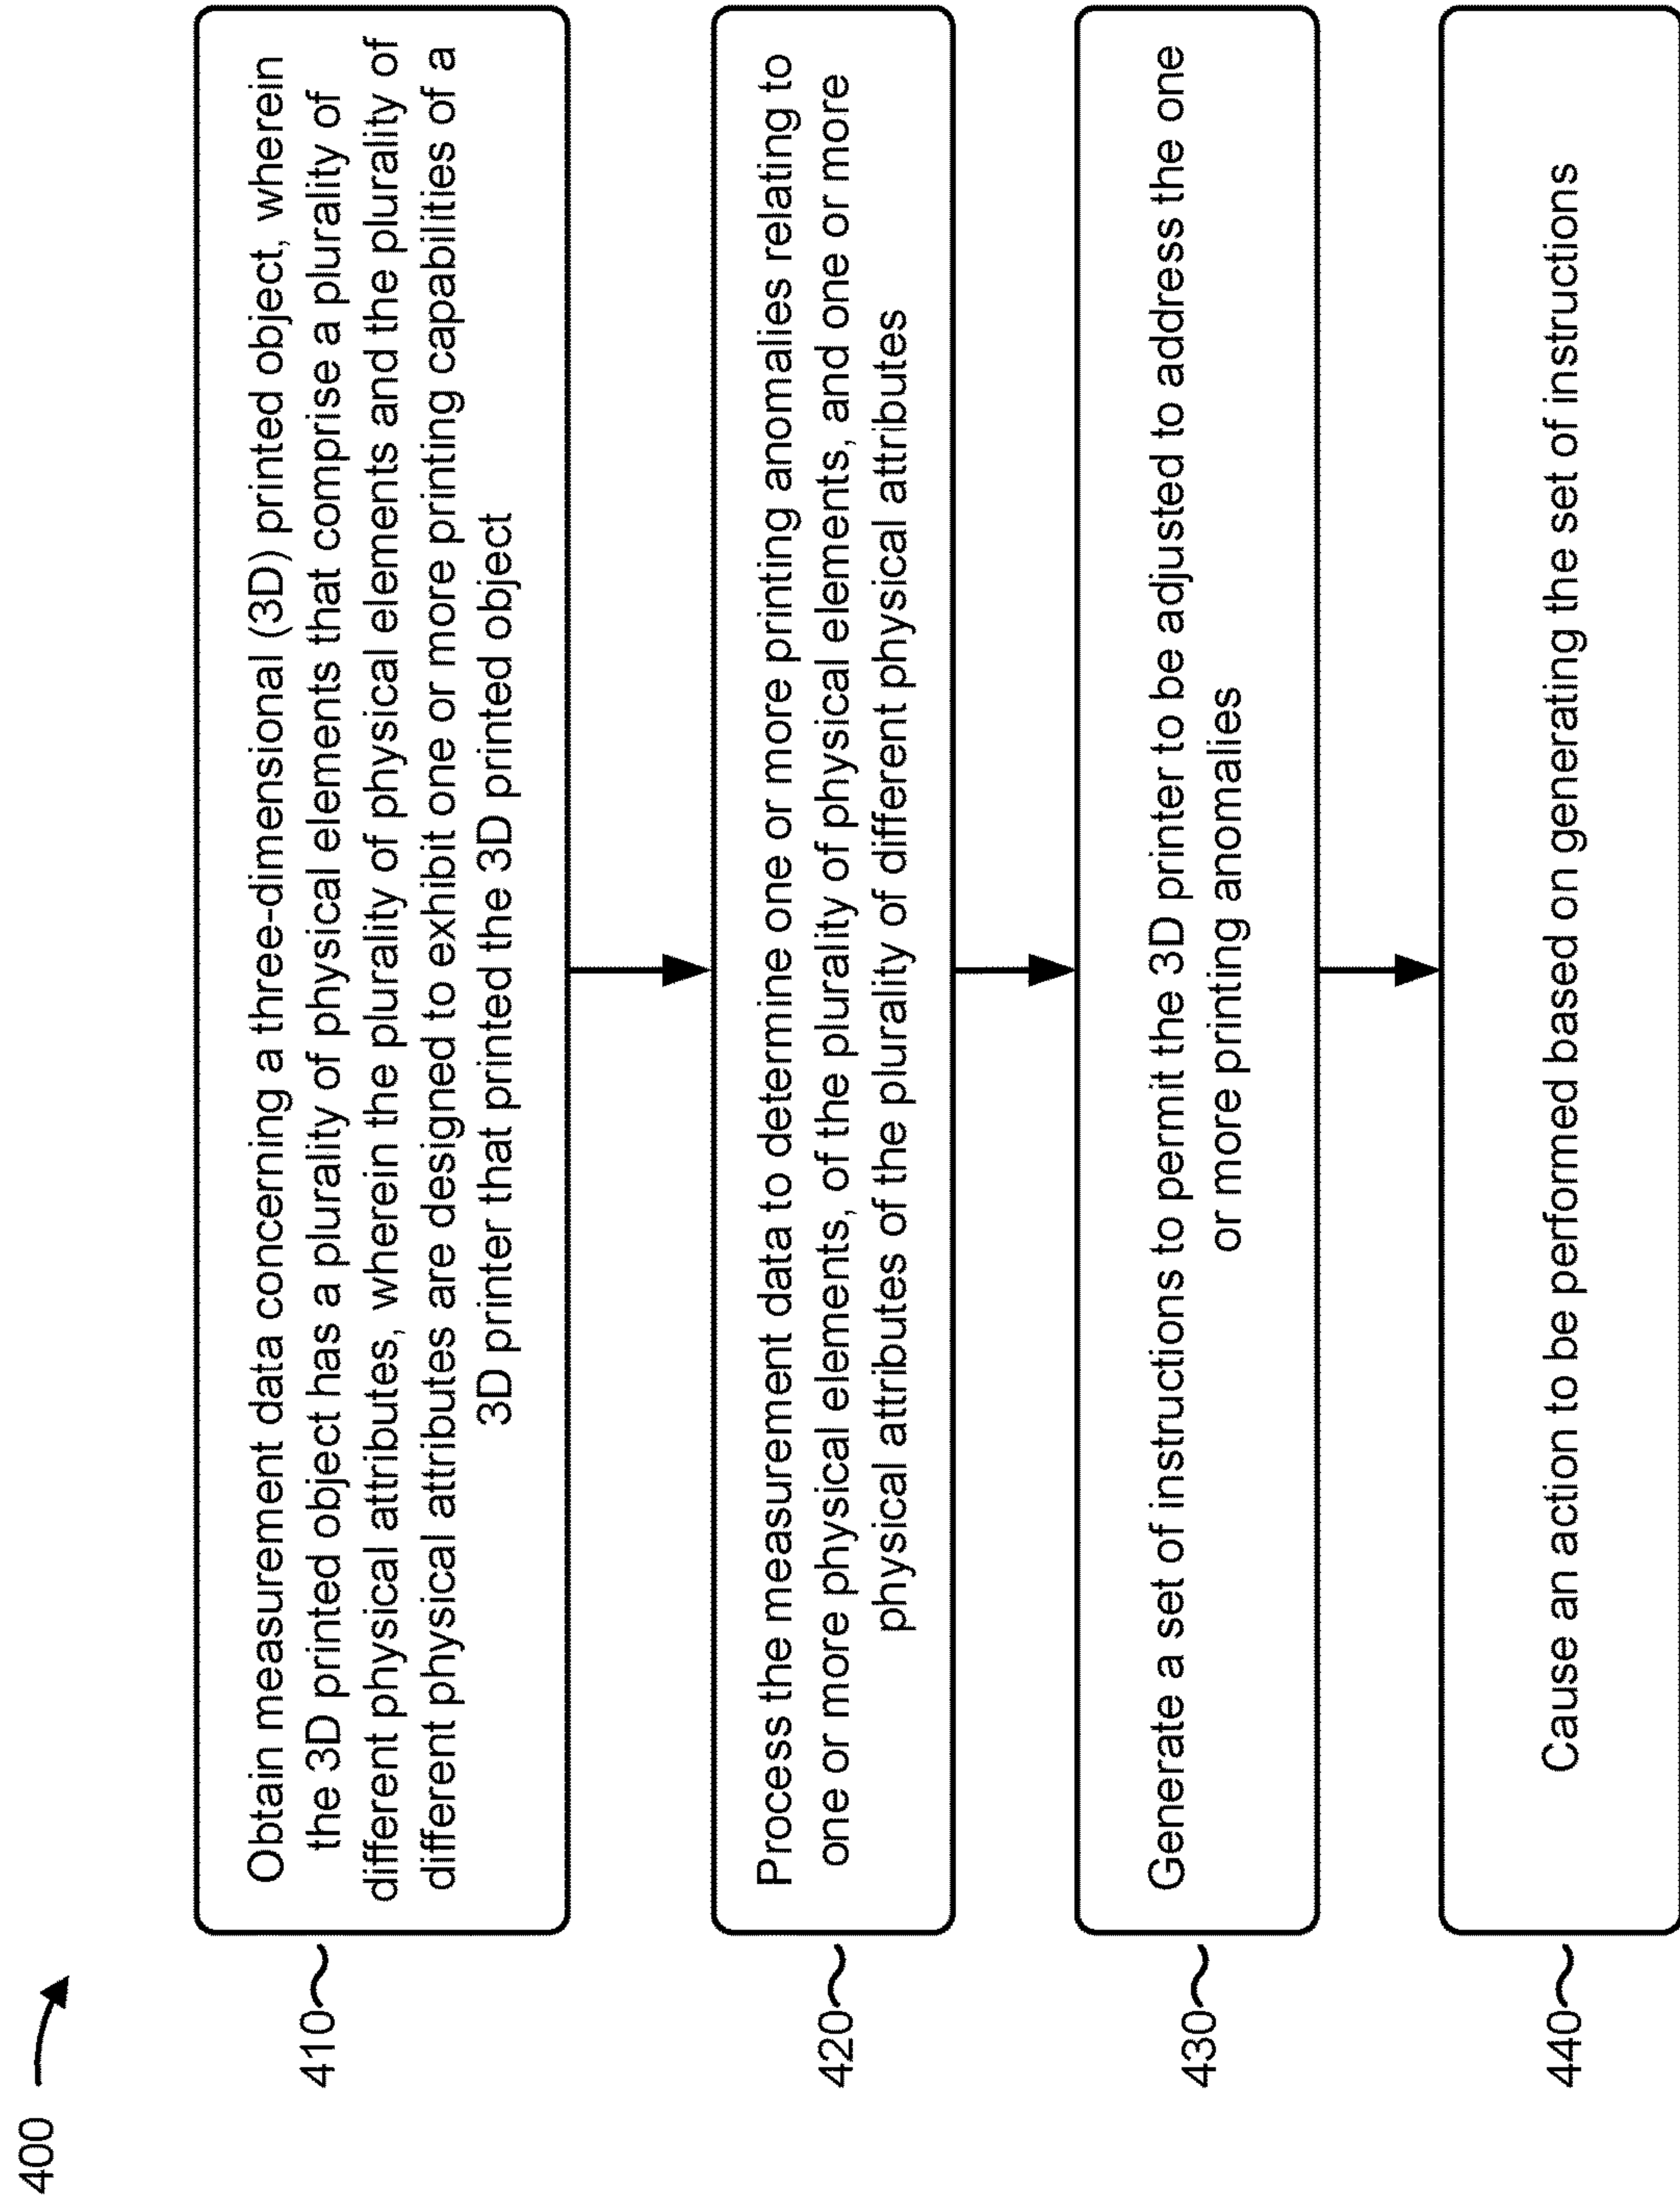 400
410
Obtain measurement data concerning a three-dimensional (3D) printed object, wherein
the 3D printed object has a plurality of physical elements that comprise a plurality of
different physical attributes, wherein the plurality of physical elements and the plurality of
different physical attributes are designed to exhibit one or more printing capabilities of a
3D printer that printed the 3D printed object
420
Process the measurement data to determine one or more printing anomalies relating to
one or more physical elements, of the plurality of physical elements, and one or more
physical attributes of the plurality of different physical attributes
430
Generate a set of instructions to permit the 3D printer to be adjusted to address the one
or more printing anomalies
440
Cause an action to be performed based on generating the set of instructions